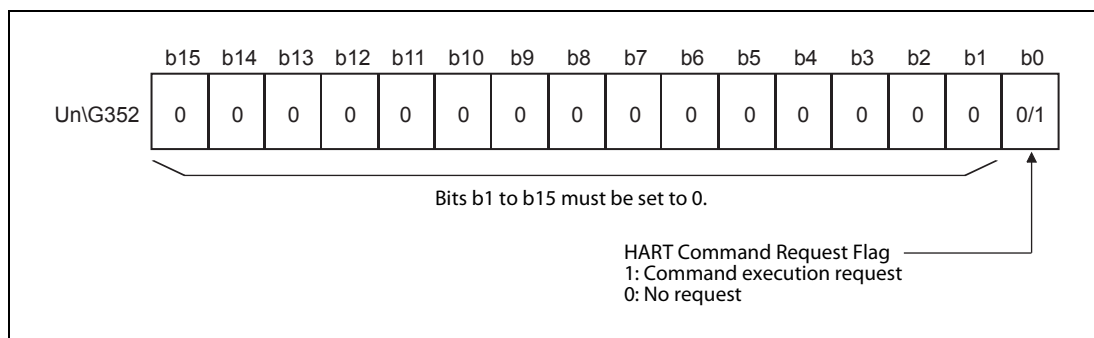 b15 b14 b13 b12 b11 b10 b9 b8 b7 b6 b5 b4 b3 b2 b1 b0
Un\G352 0 0 0 0 0 0 0 0 0 0 0 0 0 0 0 0/1
Bits b1 to b15 must be set to 0.
HART Command Request Flag
1: Command execution request
0: No request